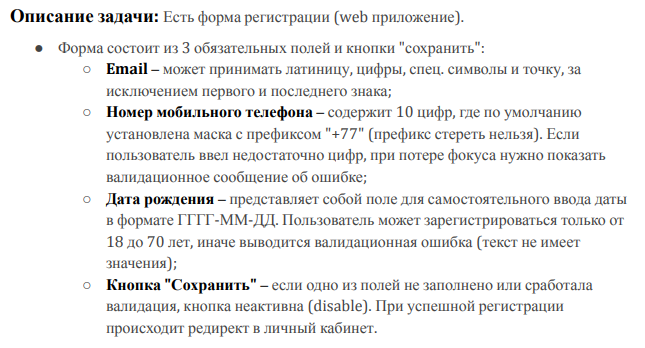 Описание задачи: Есть форма регистрации (web приложение).
● Форма состоит из 3 обязательных полей и кнопки "сохранить":
○ Email – может принимать латиницу, цифры, спец. символы и точку, за
исключением первого и последнего знака;
○ Номер мобильного телефона – содержит 10 цифр, где по умолчанию
установлена маска с префиксом "+77" (префикс стереть нельзя). Если
пользователь ввел недостаточно цифр, при потере фокуса нужно показать
валидационное сообщение об ошибке;
○ Дата рождения – представляет собой поле для самостоятельного ввода даты
в формате ГГГГ-ММ-ДД. Пользователь может зарегистрироваться только от
18 до 70 лет, иначе выводится валидационная ошибка (текст не имеет
значения);
○ Кнопка "Сохранить" – если одно из полей не заполнено или сработала
валидация, кнопка неактивна (disable). При успешной регистрации
происходит редирект в личный кабинет.